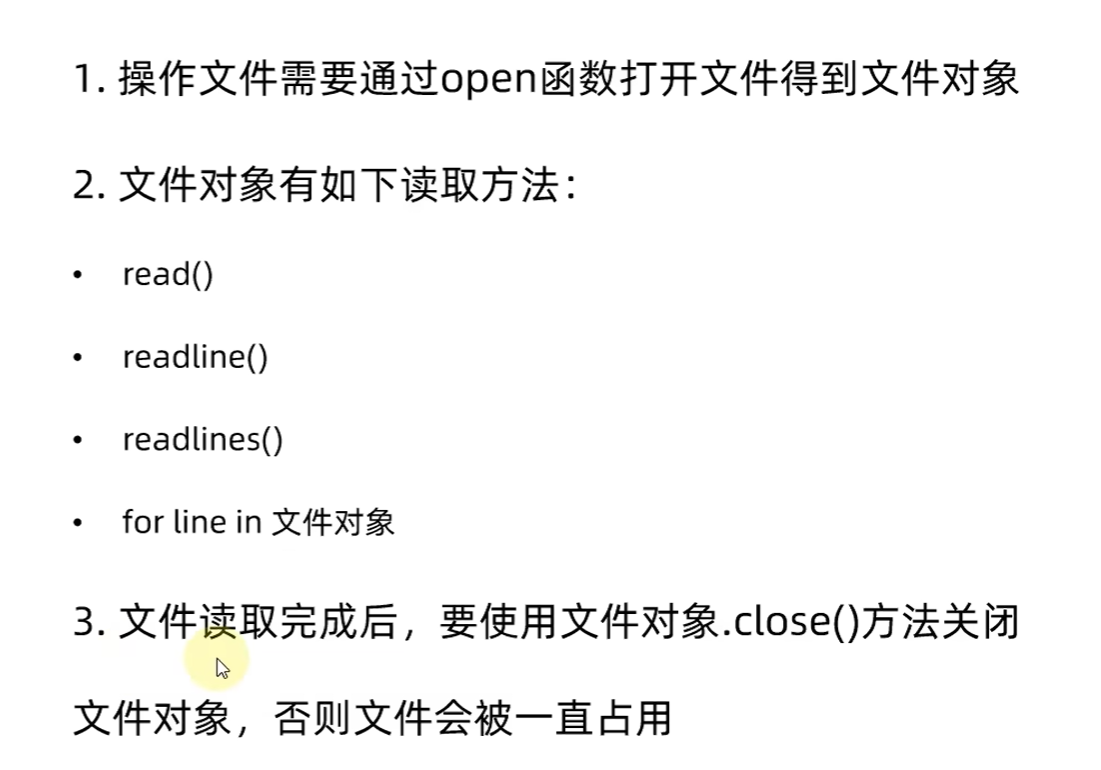 1. 操作文件需要通过open函数打开文件得到文件对象
2. 文件对象有如下读取方法：
• read()
• readline()
• readlines()
• for line in 文件对象
3. 文件读取完成后，要使用文件对象.close()方法关闭
文件对象，否则文件会被一直占用